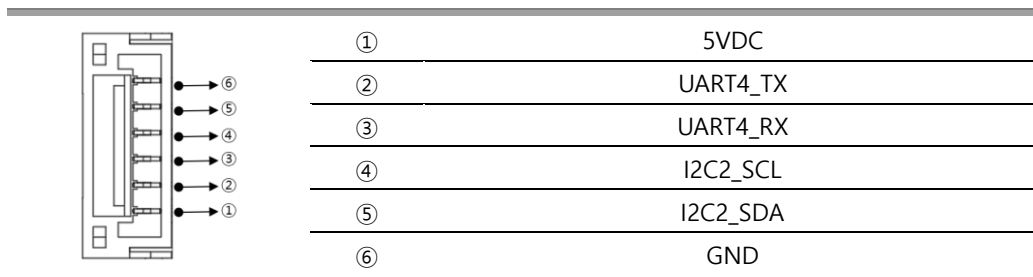 ⑥
⑤
④
③
②
①
① 5VDC
② UART4_TX
③ UART4_RX
④ I2C2_SCL
⑤ I2C2_SDA
⑥ GND